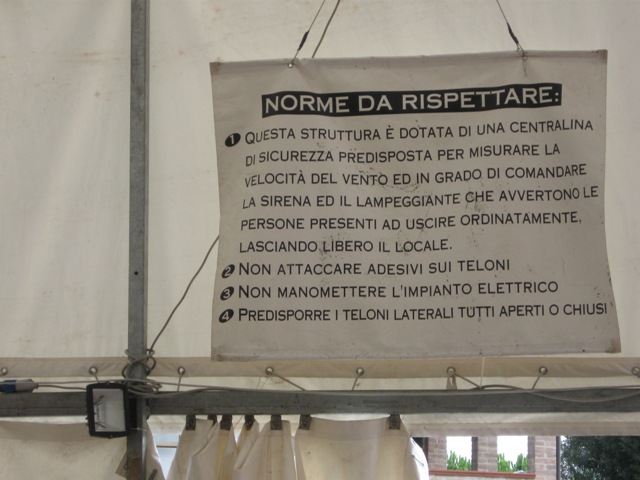 NORME DA RISPETTARE:
1 QUESTA STRUTTURA È DOTATA DI UNA CENTRALINA
DI SICUREZZA PREDISPOSTA PER MISURARE LA
VELOCITÀ DEL VENTO ED IN GRADO DI COMANDARE
LA SIRENA ED IL LAMPEGGIANTE CHE AVVERTONO LE
PERSONE PRESENTI AD USCIRE ORDINATAMENTE,
LASCIANDO LIBERO IL LOCALE.
2 NON ATTACCARE ADESIVI SUI TELONI
3 NON MANOMETTERE L'IMPIANTO ELETTRICO
4 PREDISPORRE I TELONI LATERALI TUTTI APERTI O CHIUSI